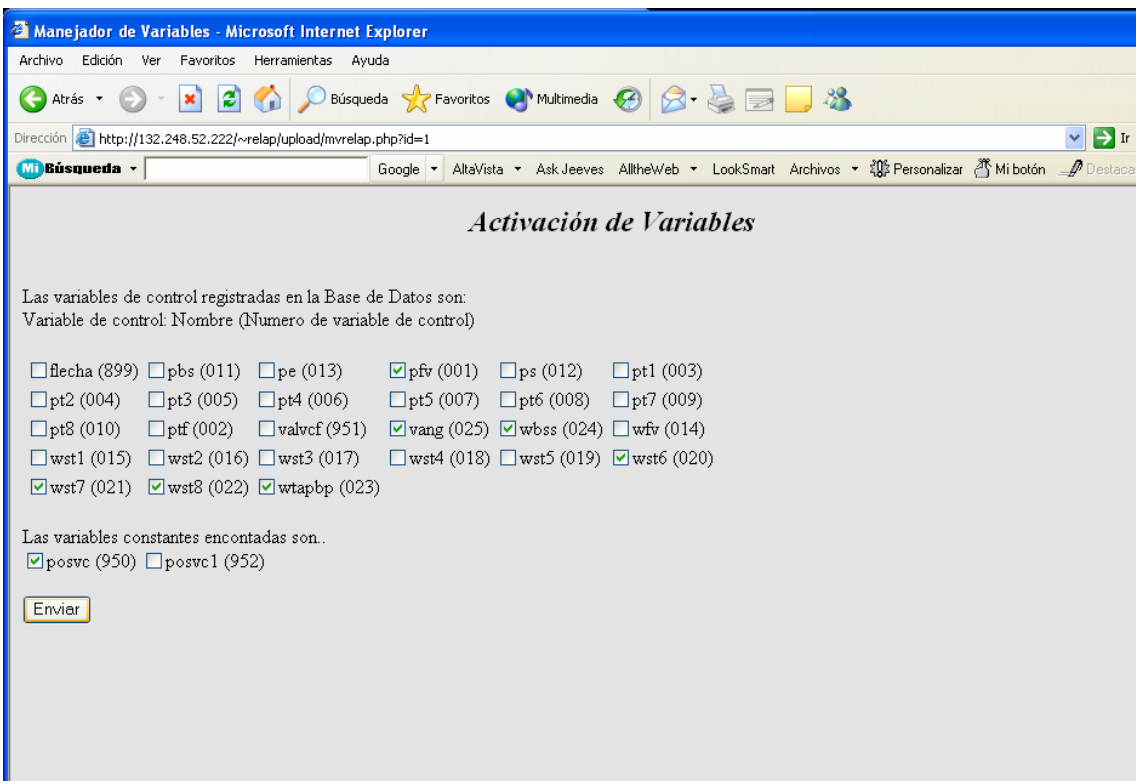 Manejador de Variables - Microsoft Internet Explorer
Archivo Edición Ver Favoritos Herramientas Ayuda
Atrás Búsqueda Favoritos Multimedia
Dirección http://132.248.52.222/~relap/upload/mvrelap.php?id=1 Ir
Mi Búsqueda Google AltaVista Ask Jeeves AlltheWeb LookSmart Archivos Personalizar Mi botón Destaca
Activación de Variables
Las variables de control registradas en la Base de Datos son:
Variable de control: Nombre (Numero de variable de control)
flecha (899) pbs (011) pe (013) pfv (001) ps (012) pt1 (003)
pt2 (004) pt3 (005) pt4 (006) pt5 (007) pt6 (008) pt7 (009)
pt8 (010) ptf (002) valvcf (951) vang (025) wbss (024) wfv (014)
wst1 (015) wst2 (016) wst3 (017) wst4 (018) wst5 (019) wst6 (020)
wst7 (021) wst8 (022) wtapbp (023)
Las variables constantes encontadas son..
posvc (950) posvc1 (952)
Enviar